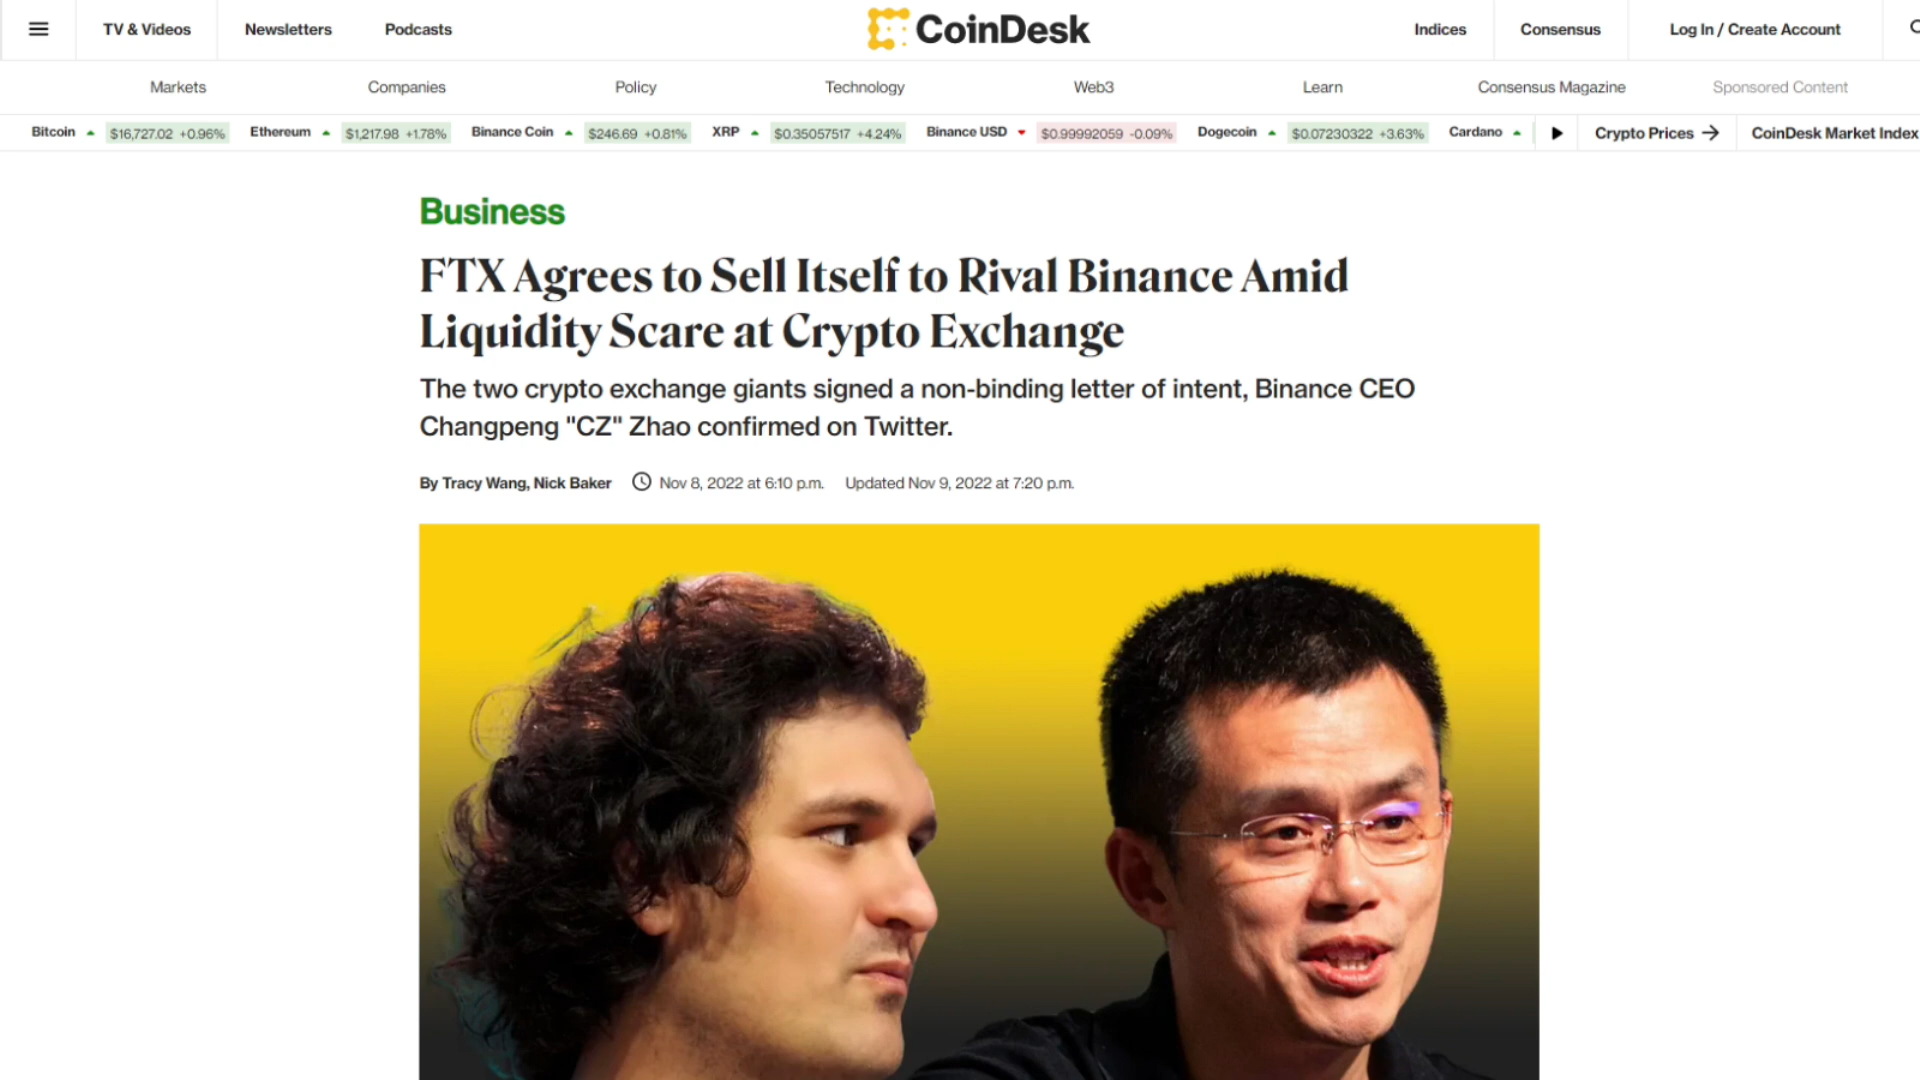 TV & Videos
Newsletters
Podcasts
CoinDesk
Indices
Consensus
Log In / Create Account
Markets
Companies
Policy
Technology
Web3
Learn
Consensus Magazine
Sponsored Content
Bitcoin $16,727.02 +0.96%
Ethereum $1,217.98 +1.78%
Binance Coin $246.69 +0.81%
XRP $0.35057517 +4.24%
Binance USD $0.99992059 -0.09%
Dogecoin $0.07230322 +3.63%
Cardano
Crypto Prices
CoinDesk Market Index
Business
FTX Agrees to Sell Itself to Rival Binance Amid
Liquidity Scare at Crypto Exchange
The two crypto exchange giants signed a non-binding letter of intent, Binance CEO
Changpeng "CZ" Zhao confirmed on Twitter.
By Tracy Wang, Nick Baker
Nov 8, 2022 at 6:10 p.m.
Updated Nov 9, 2022 at 7:20 p.m.